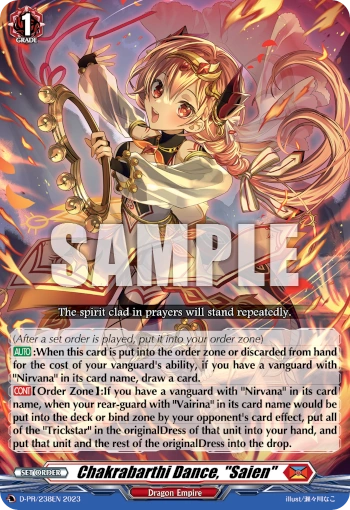 1
GRADE
SAMPLE
The spirit clad in prayers will stand repeatedly.
(After a set order is played, put it into your order zone)
AUTO:When this card is put into the order zone or discarded from hand
for the cost of your vanguard's ability, if you have a vanguard with
"Nirvana" in its card name, draw a card.
CONT【Order Zone】:If you have a vanguard with "Nirvana" in its card
name, when your rear-guard with "Vairina" in its card name would be
put into the deck or bind zone by your opponent's card effect, put all
of the "Trickstar" in the originalDress of that unit into your hand, and
put that unit and the rest of the originalDress into the drop.
SET ORDER
Chakrabarthi Dance, "Saien"
Dragon Empire
D-PR/238EN 2023
illust/瀬々倉なこ